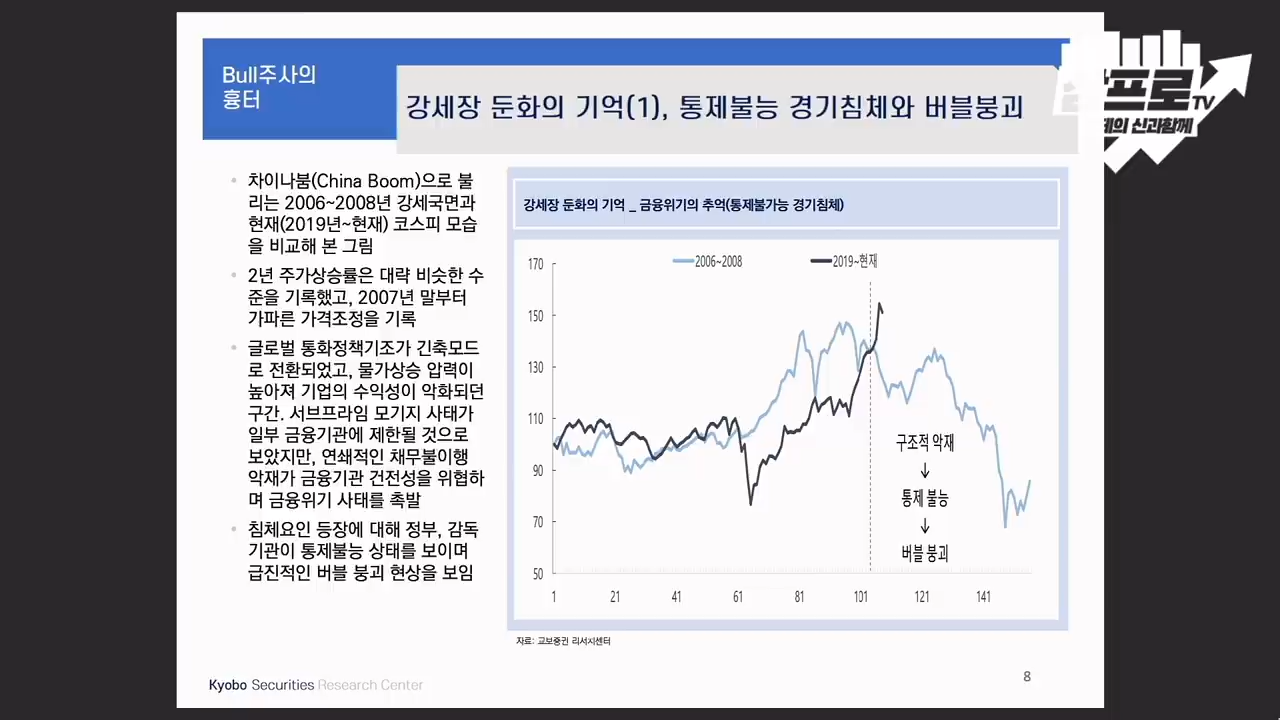 Bull주사의
흉터
강세장 둔화의 기억(1), 통제불능 경기침체와 버블붕괴
프로TV
의 신과함께
차이나붐(China Boom)으로 불
리는 2006~2008년 강세국면과
현재(2019년~현재) 코스피 모습
을 비교해 본 그림
2년 주가상승률은 대략 비슷한 수
준을 기록했고, 2007년 말부터
가파른 가격조정을 기록
글로벌 통화정책기조가 긴축모드
로 전환되었고, 물가상승 압력이
높아져 기업의 수익성이 악화되던
구간. 서브프라임 모기지 사태가
일부 금융기관에 제한될 것으로
보았지만, 연쇄적인 채무불이행
악재가 금융기관 건전성을 위협하
며 금융위기 사태를 촉발
침체요인 등장에 대해 정부, 감독
기관이 통제불능 상태를 보이며
급진적인 버블 붕괴 현상을 보임
강세장 둔화의 기억 _ 금융위기의 추억(통제불가능 경기침체)
2006~2008 2019~현재
170
150
130
110
90
70
50
1 21 41 61 81 101 121 141
구조적 악재
↓
통제 불능
↓
버블 붕괴
자료: 교보증권 리서치센터
Kyobo Securities Research Center
8